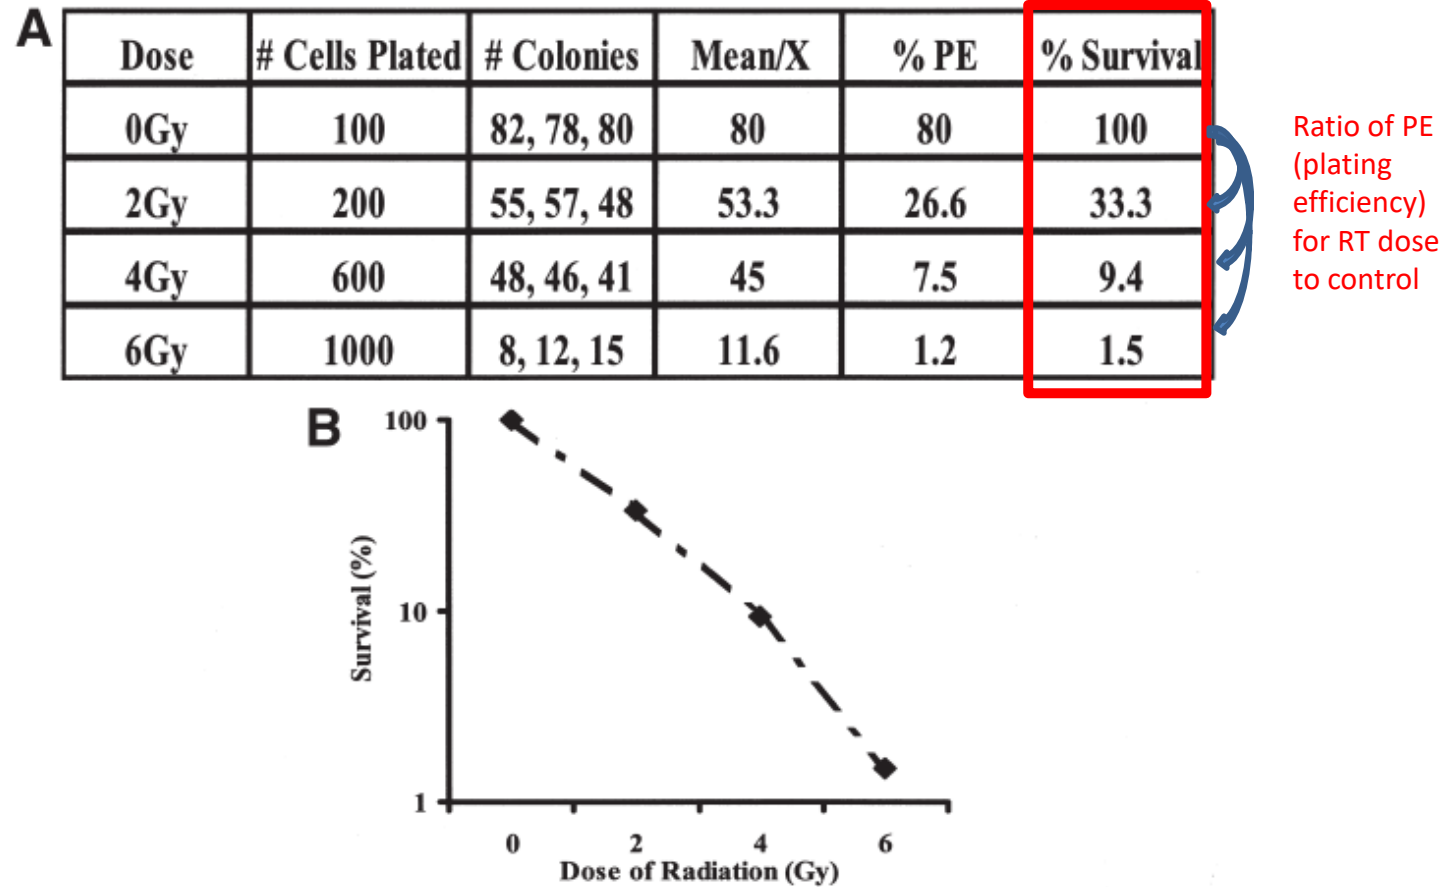 A
Dose # Cells Plated # Colonies Mean/X % PE % Survival
0Gy 100 82, 78, 80 80 80 100
2Gy 200 55, 57, 48 53.3 26.6 33.3
4Gy 600 48, 46, 41 45 7.5 9.4
6Gy 1000 8, 12, 15 11.6 1.2 1.5
Ratio of PE
(plating
efficiency)
for RT dose
to control
B
100
10
1
Survival (%)
0 2 4 6
Dose of Radiation (Gy)